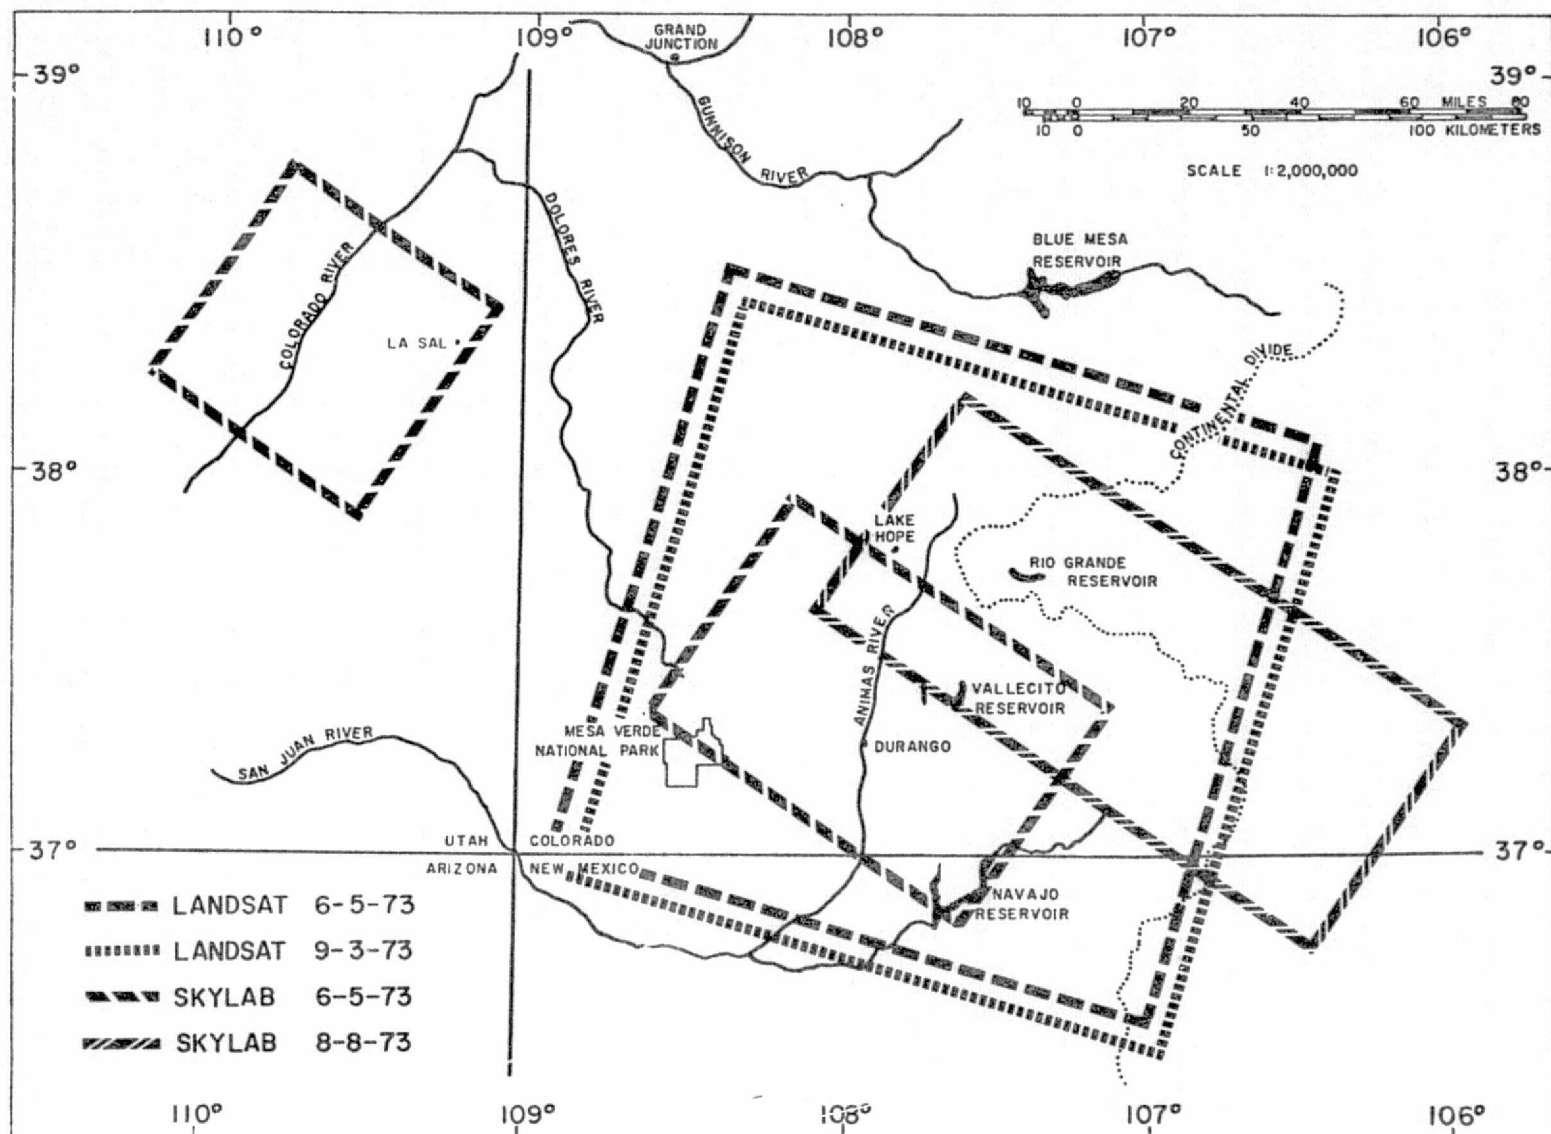 110° 109° 108° 107° 106°
GRAND
JUNCTION
39° 39°
10 0 20 40 60 MILES 80
10 0 50 100 KILOMETERS
SCALE 1:2,000,000
GUNNISON RIVER
DOLORES RIVER
BLUE MESA
RESERVOIR
COLORADO RIVER
LA SAL
CONTINENTAL DIVIDE
38° 38°
LAKE
HOPE
RIO GRANDE
RESERVOIR
ANIMAS RIVER
VALLECITO
RESERVOIR
MESA VERDE
NATIONAL PARK
DURANGO
SAN JUAN RIVER
37° 37°
UTAH COLORADO
ARIZONA NEW MEXICO
NAVAJO
RESERVOIR
LANDSAT 6-5-73
LANDSAT 9-3-73
SKYLAB 6-5-73
SKYLAB 8-8-73
110° 109° 108° 107° 106°